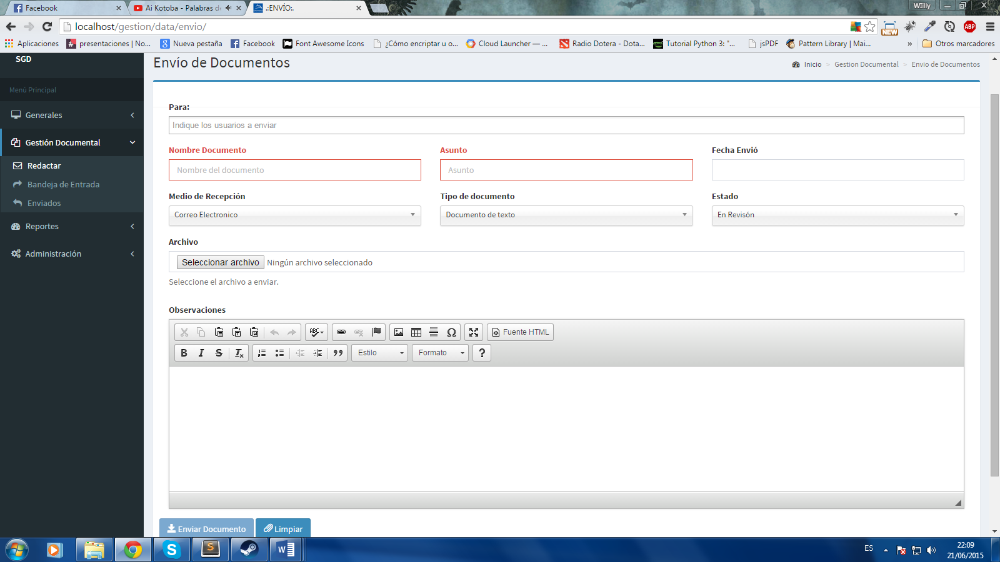 Facebook
Ai Kotoba - Palabras de
.:ENVÍO:.
WIlly
localhost/gestion/data/envio/
NEW
ABP
Aplicaciones
presentaciones | No...
Nueva pestaña
Facebook
Font Awesome Icons
¿Cómo encriptar u o...
Cloud Launcher — ...
Radio Dotera - Dota...
Tutorial Python 3: "...
jsPDF
Pattern Library | Mai...
»
Otros marcadores
SGD
Menú Principal
Generales
Gestión Documental
Redactar
Bandeja de Entrada
Enviados
Reportes
Administración
Envío de Documentos
Inicio > Gestion Documental > Envio de Documentos
Para:
Indique los usuarios a enviar
Nombre Documento
Asunto
Fecha Envió
Nombre del documento
Asunto
Medio de Recepción
Tipo de documento
Estado
Correo Electronico
Documento de texto
En Revisón
Archivo
Seleccionar archivo Ningún archivo seleccionado
Seleccione el archivo a enviar.
Observaciones
ABC
Ω
Fuente HTML
B I S Tx
Estilo
Formato
?
Enviar Documento
Limpiar
ES
22:09
21/06/2015